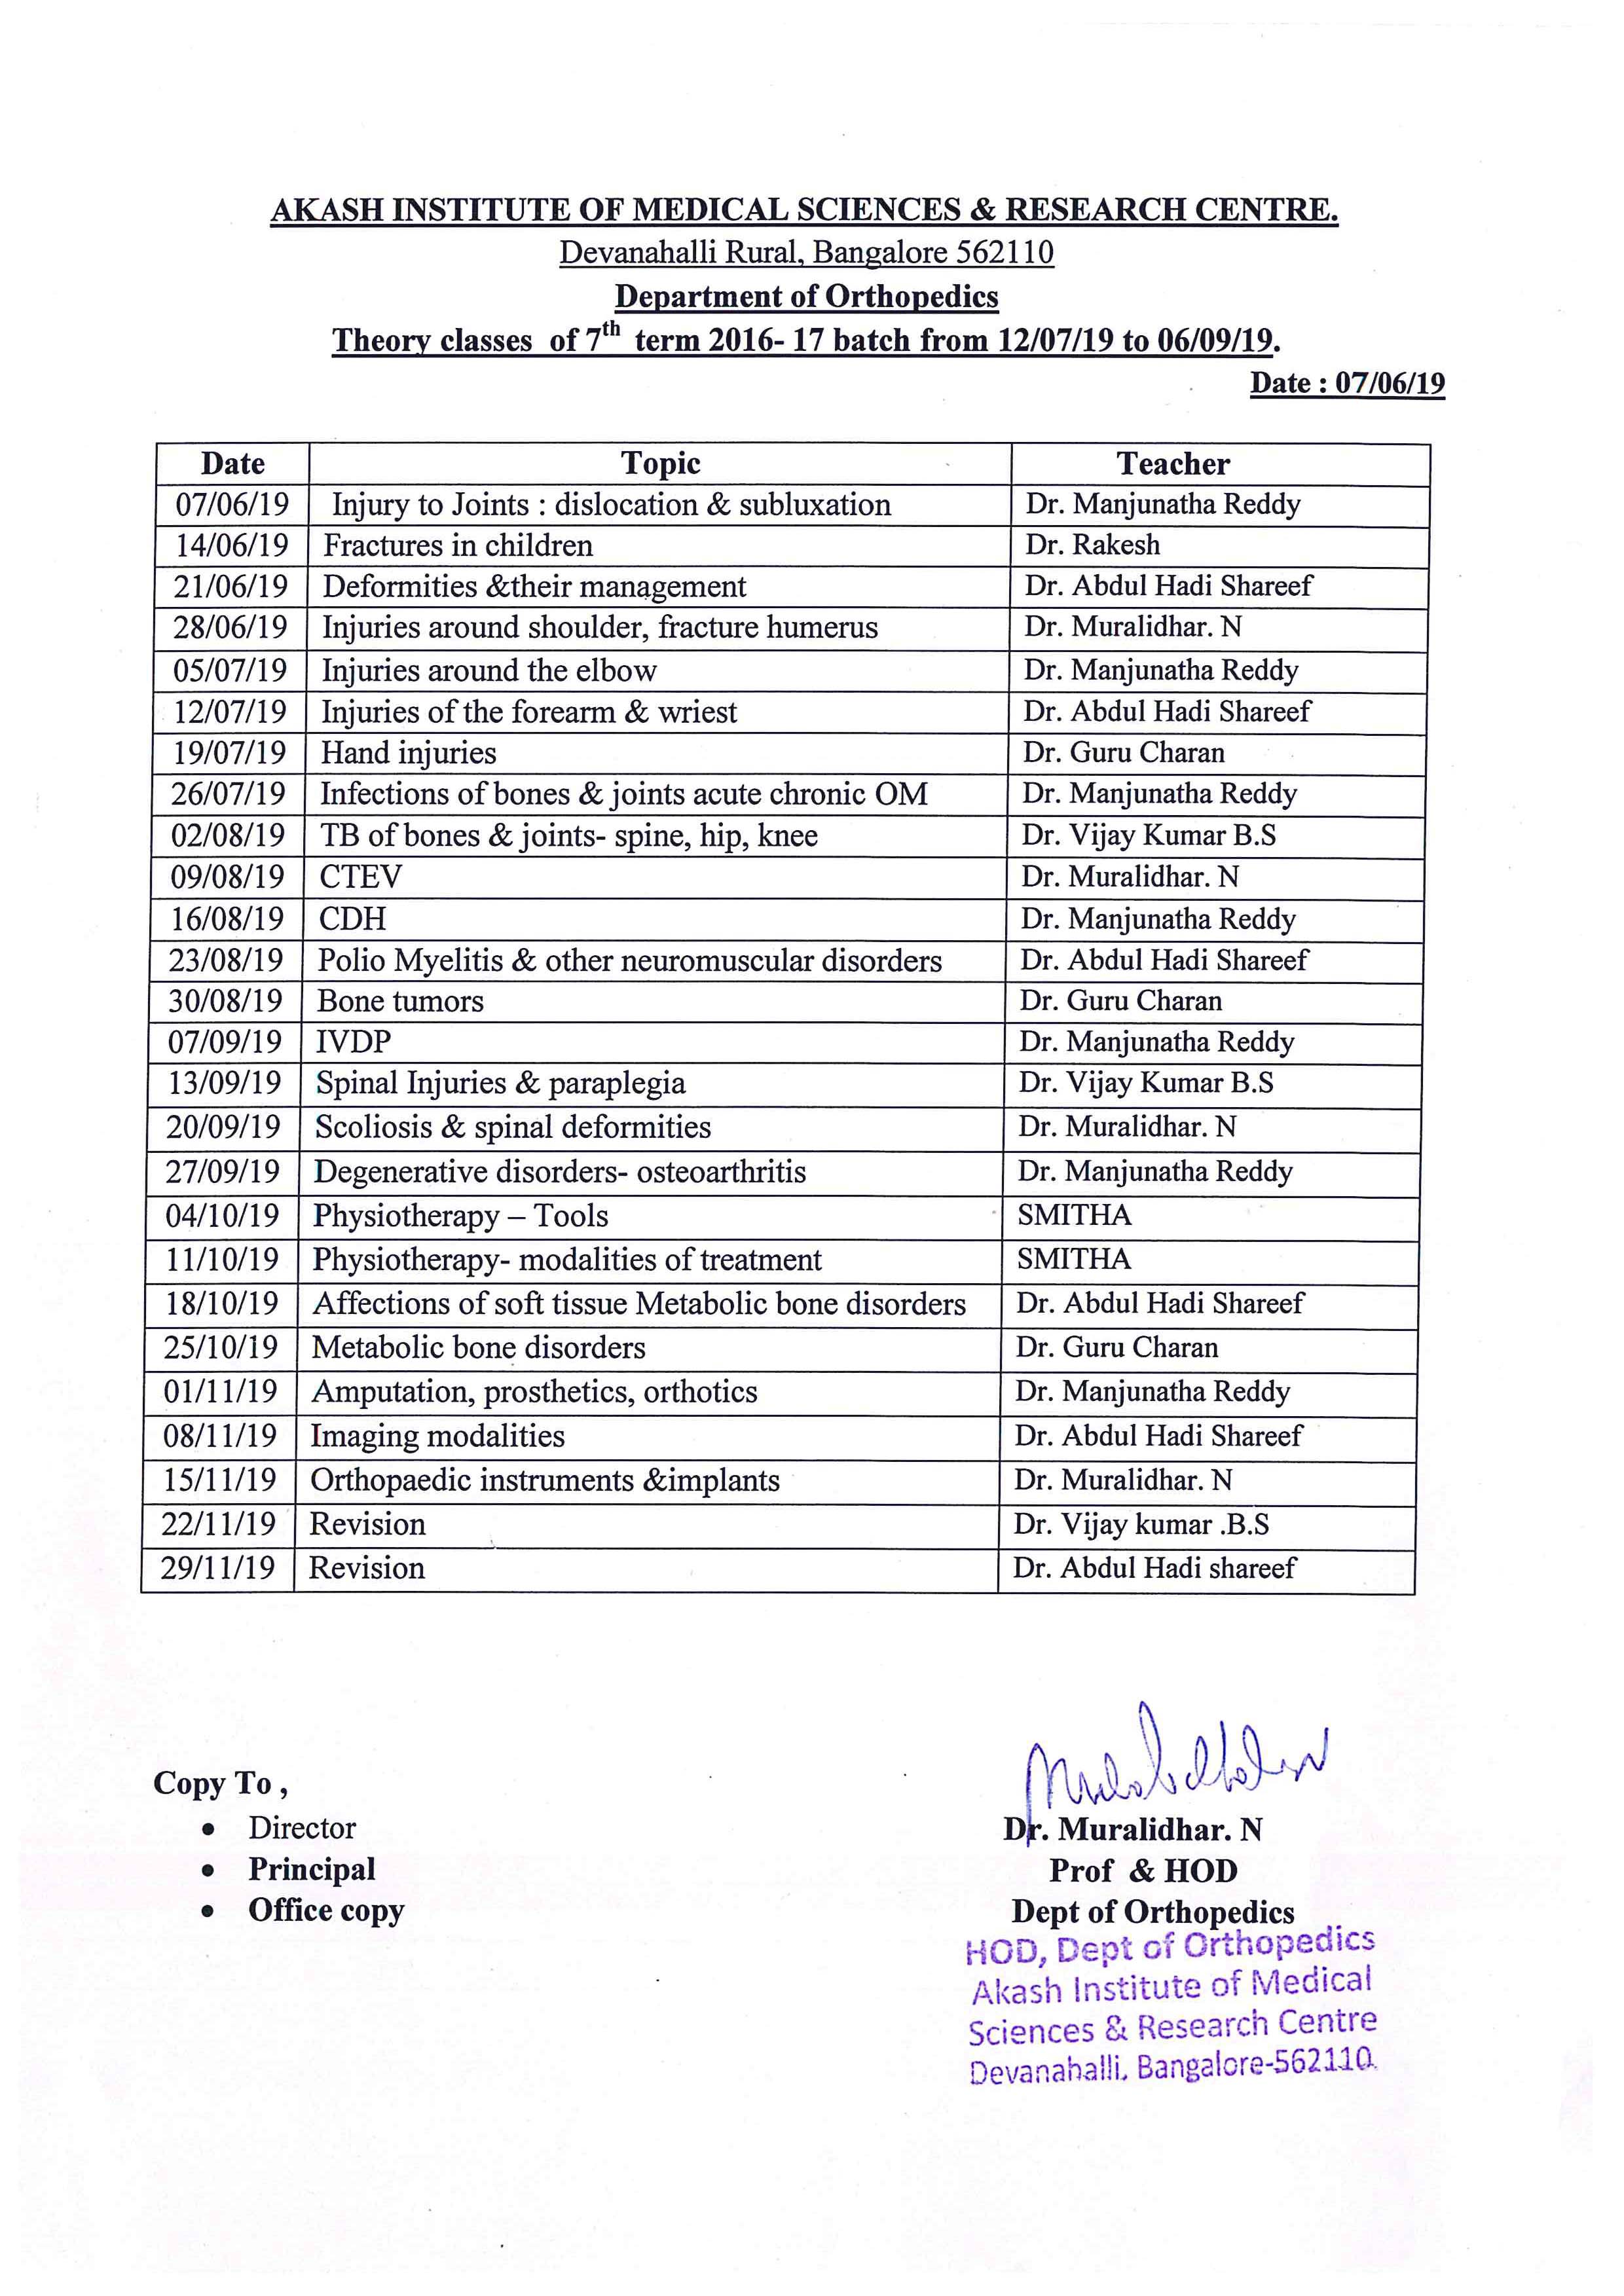 AKASH INSTITUTE OF MEDICAL SCIENCES & RESEARCH CENTRE.
Devanahalli Rural, Bangalore 562110
Department of Orthopedics
Theory classes of 7th term 2016- 17 batch from 12/07/19 to 06/09/19.
Date : 07/06/19
Date Topic Teacher
07/06/19 Injury to Joints : dislocation & subluxation Dr. Manjunatha Reddy
14/06/19 Fractures in children Dr. Rakesh
21/06/19 Deformities &their management Dr. Abdul Hadi Shareef
28/06/19 Injuries around shoulder, fracture humerus Dr. Muralidhar. N
05/07/19 Injuries around the elbow Dr. Manjunatha Reddy
12/07/19 Injuries of the forearm & wriest Dr. Abdul Hadi Shareef
19/07/19 Hand injuries Dr. Guru Charan
26/07/19 Infections of bones & joints acute chronic OM Dr. Manjunatha Reddy
02/08/19 TB of bones & joints- spine, hip, knee Dr. Vijay Kumar B.S
09/08/19 CTEV Dr. Muralidhar. N
16/08/19 CDH Dr. Manjunatha Reddy
23/08/19 Polio Myelitis & other neuromuscular disorders Dr. Abdul Hadi Shareef
30/08/19 Bone tumors Dr. Guru Charan
07/09/19 IVDP Dr. Manjunatha Reddy
13/09/19 Spinal Injuries & paraplegia Dr. Vijay Kumar B.S
20/09/19 Scoliosis & spinal deformities Dr. Muralidhar. N
27/09/19 Degenerative disorders- osteoarthritis Dr. Manjunatha Reddy
04/10/19 Physiotherapy – Tools SMITHA
11/10/19 Physiotherapy- modalities of treatment SMITHA
18/10/19 Affections of soft tissue Metabolic bone disorders Dr. Abdul Hadi Shareef
25/10/19 Metabolic bone disorders Dr. Guru Charan
01/11/19 Amputation, prosthetics, orthotics Dr. Manjunatha Reddy
08/11/19 Imaging modalities Dr. Abdul Hadi Shareef
15/11/19 Orthopaedic instruments &implants Dr. Muralidhar. N
22/11/19 Revision Dr. Vijay kumar .B.S
29/11/19 Revision Dr. Abdul Hadi shareef
Copy To ,
• Director
• Principal
• Office copy
Dr. Muralidhar. N
Prof & HOD
Dept of Orthopedics
HOD, Dept of Orthopedics
Akash Institute of Medical
Sciences & Research Centre
Devanahalli, Bangalore-562110.